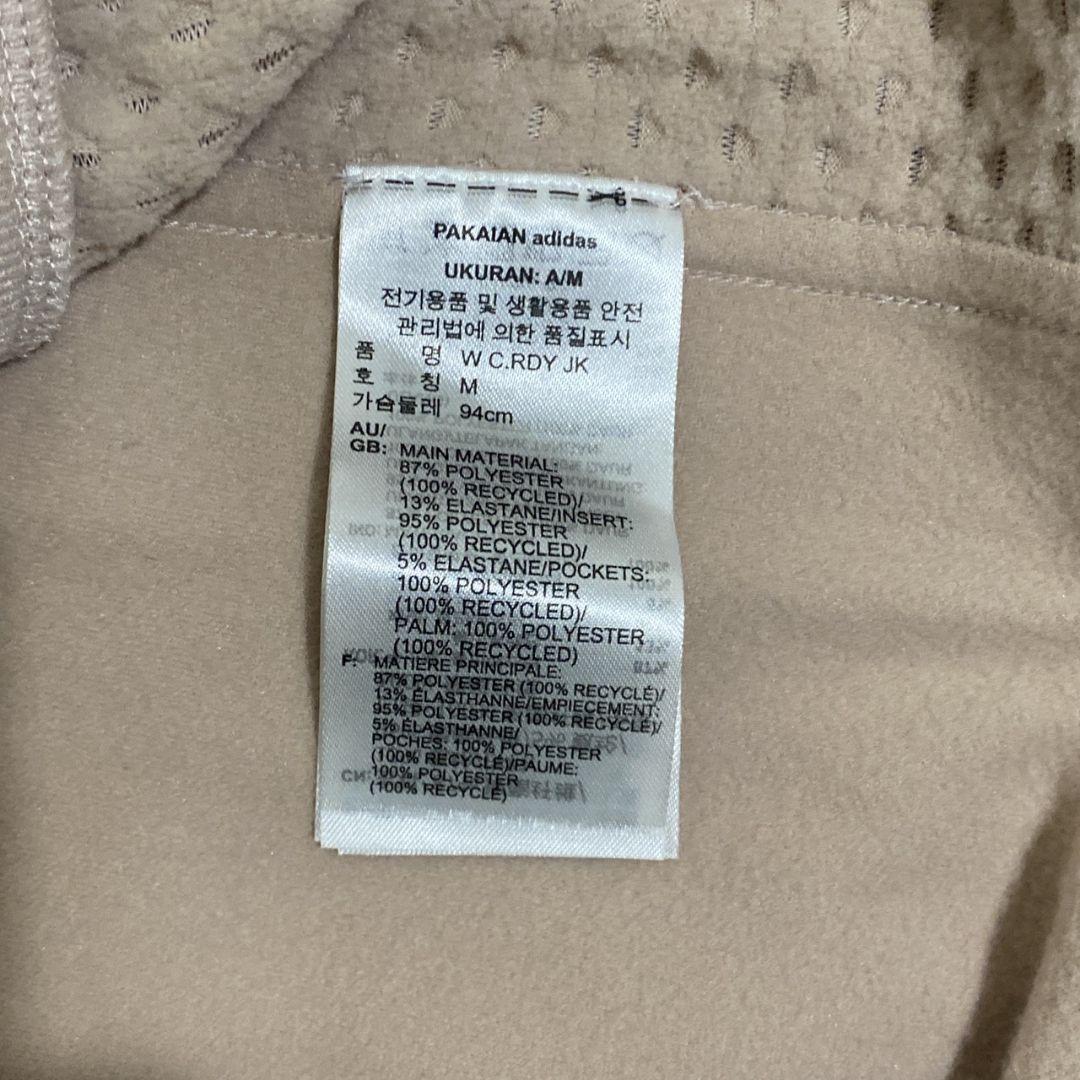 PAKAIAN adidas
UKURAN: A/M
전기용품 및 생활용품 안전
관리법에 의한 품질표시
품 명 W C.RDY JK
호 칭 M
가슴둘레 94cm
AU/
GB: MAIN MATERIAL:
87% POLYESTER
(100% RECYCLED)/
13% ELASTANE/INSERT:
95% POLYESTER
(100% RECYCLED)/
5% ELASTANE/POCKETS:
100% POLYESTER
(100% RECYCLED)/
PALM: 100% POLYESTER
(100% RECYCLED)
F: MATIERE PRINCIPALE:
87% POLYESTER (100% RECYCLÉ)/
13% ÉLASTHANNE/EMPIECEMENT:
95% POLYESTER (100% RECYCLÉ)/
5% ÉLASTHANNE/
POCHES: 100% POLYESTER
(100% RECYCLÉ)/PAUME:
100% POLYESTER
(100% RECYCLÉ)